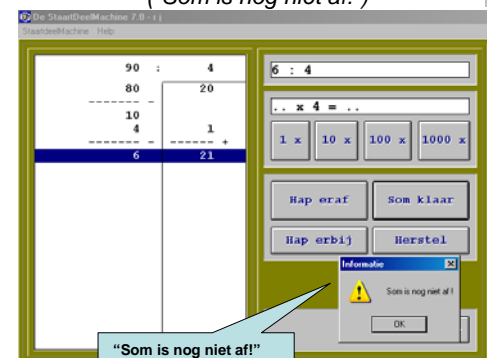 ("Som is nog niet af!")
De StaartDeelMachine 7.0 - r j
StaartdeelMachine Help
90 : 4
80 20
------- -
10
4 1
------- - ------ +
6 21
6 : 4
.. x 4 = ..
1 x 10 x 100 x 1000 x
Hap eraf Som klaar
Hap erbij Herstel
Informatie
Som is nog niet af !
OK
"Som is nog niet af!"